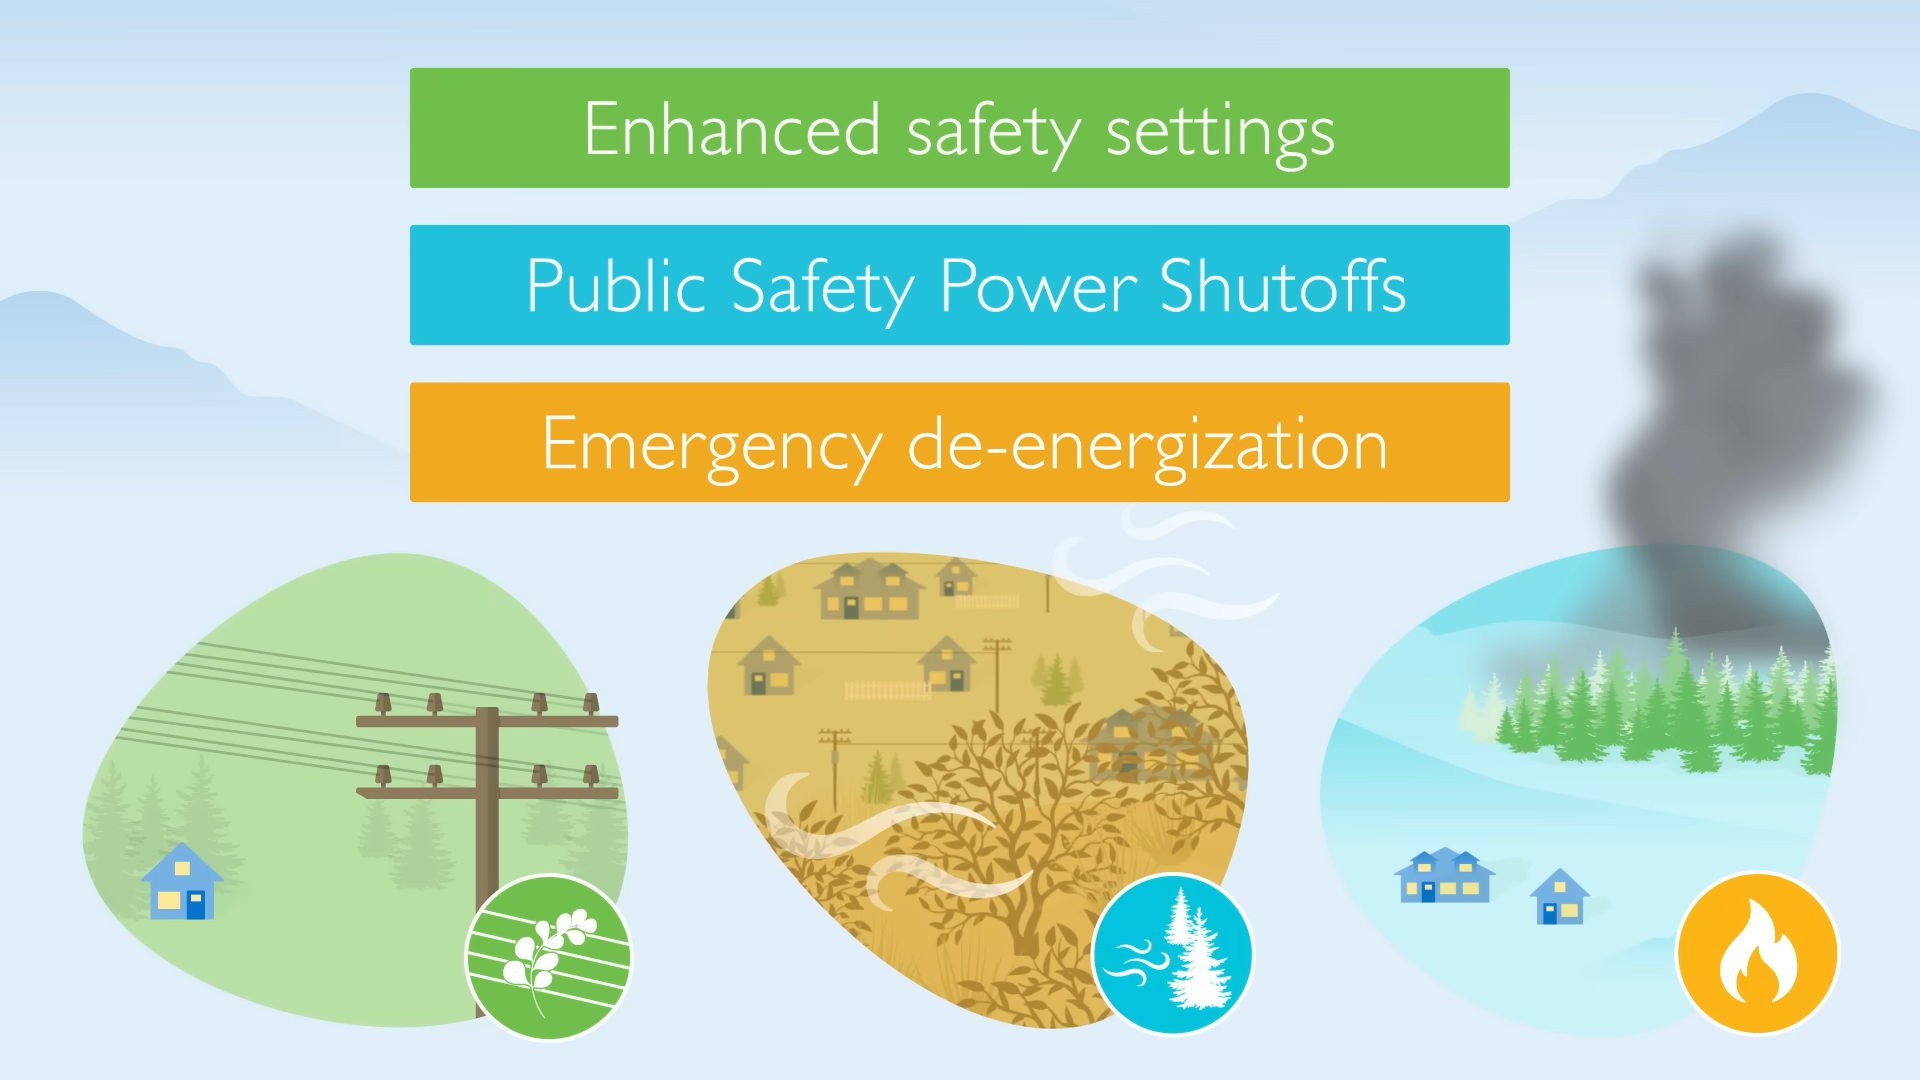 Enhanced safety settings
Public Safety Power Shutoffs
Emergency de-energization